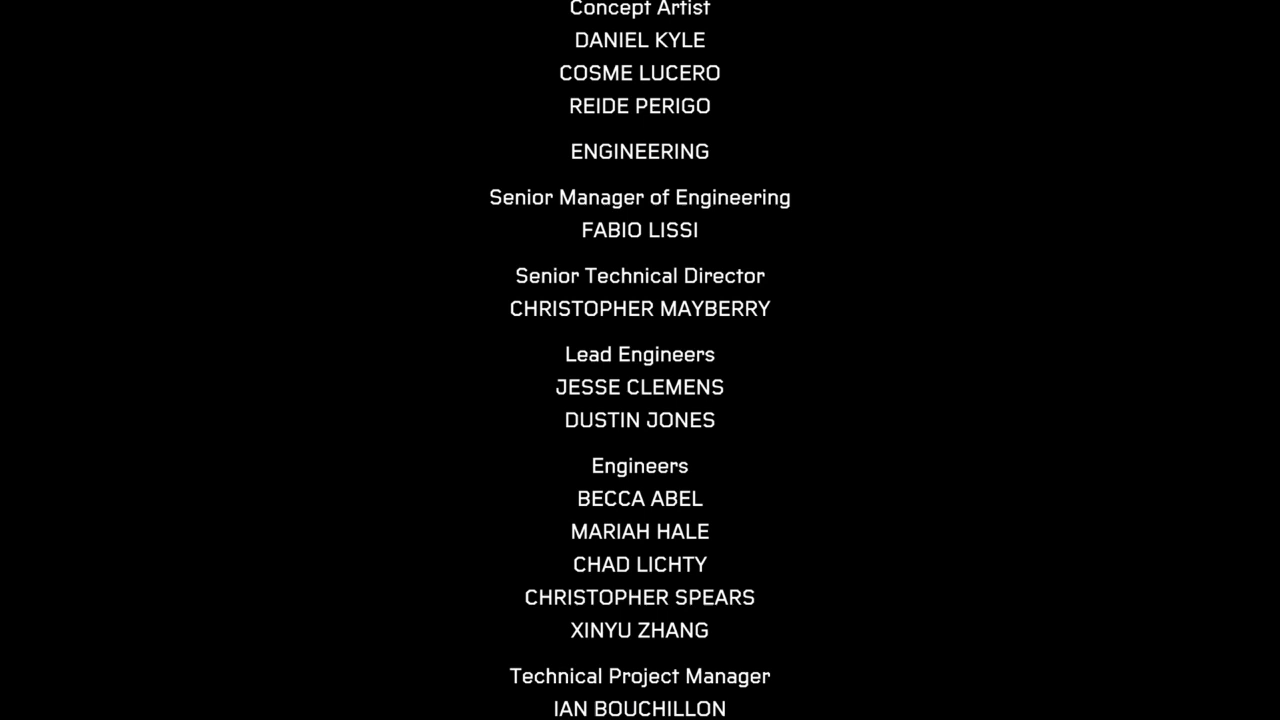 Concept Artist
DANIEL KYLE
COSME LUCERO
REIDE PERIGO
ENGINEERING
Senior Manager of Engineering
FABIO LISSI
Senior Technical Director
CHRISTOPHER MAYBERRY
Lead Engineers
JESSE CLEMENS
DUSTIN JONES
Engineers
BECCA ABEL
MARIAH HALE
CHAD LICHTY
CHRISTOPHER SPEARS
XINYU ZHANG
Technical Project Manager
IAN BOUCHILLON